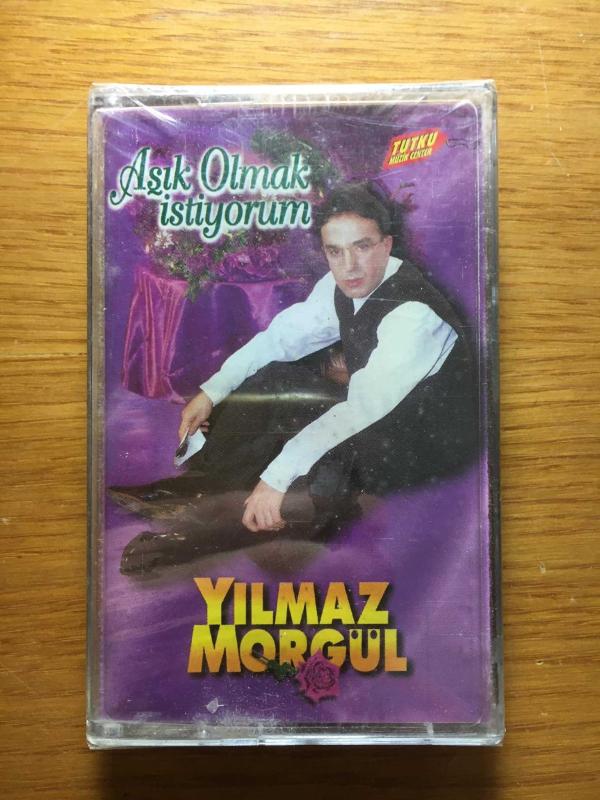 Aşık Olmak
istiyorum
TUTKU
MÜZİK CENTER
YILMAZ
MORGÜL